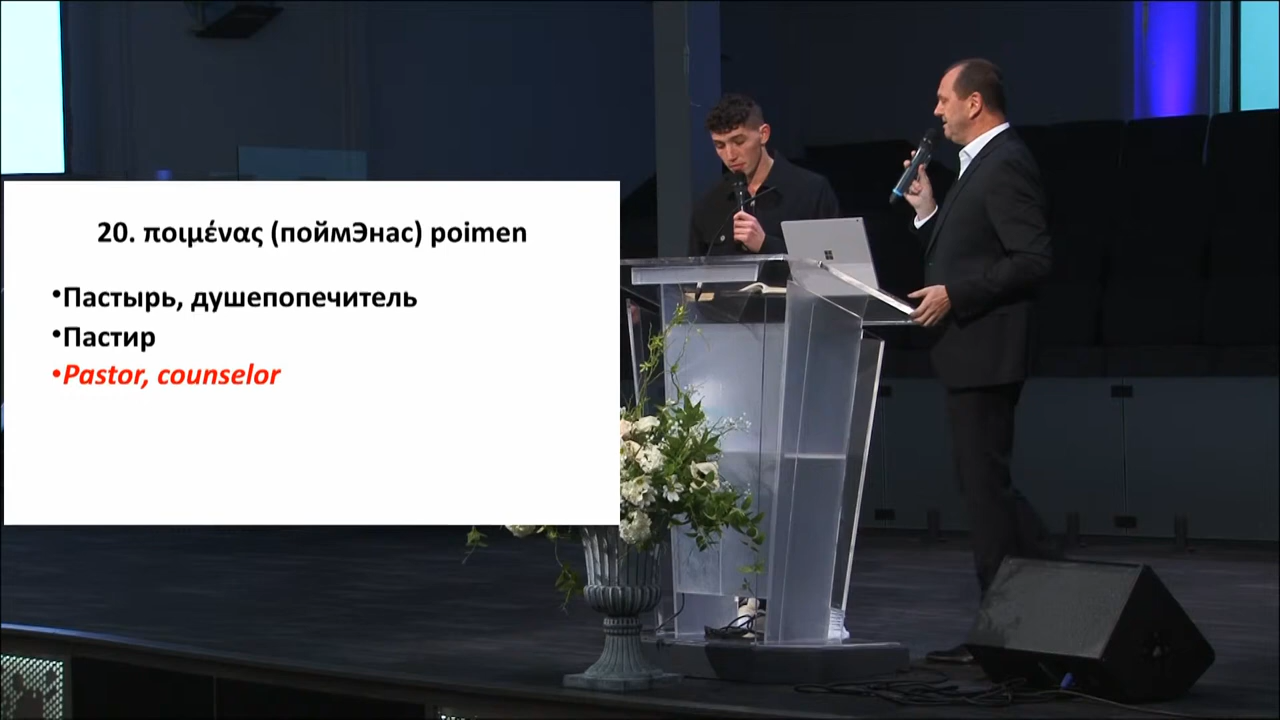 20. ποιμένας (поймЭнас) poimen
•Пастырь, душепопечитель
•Пастир
•Pastor, counselor